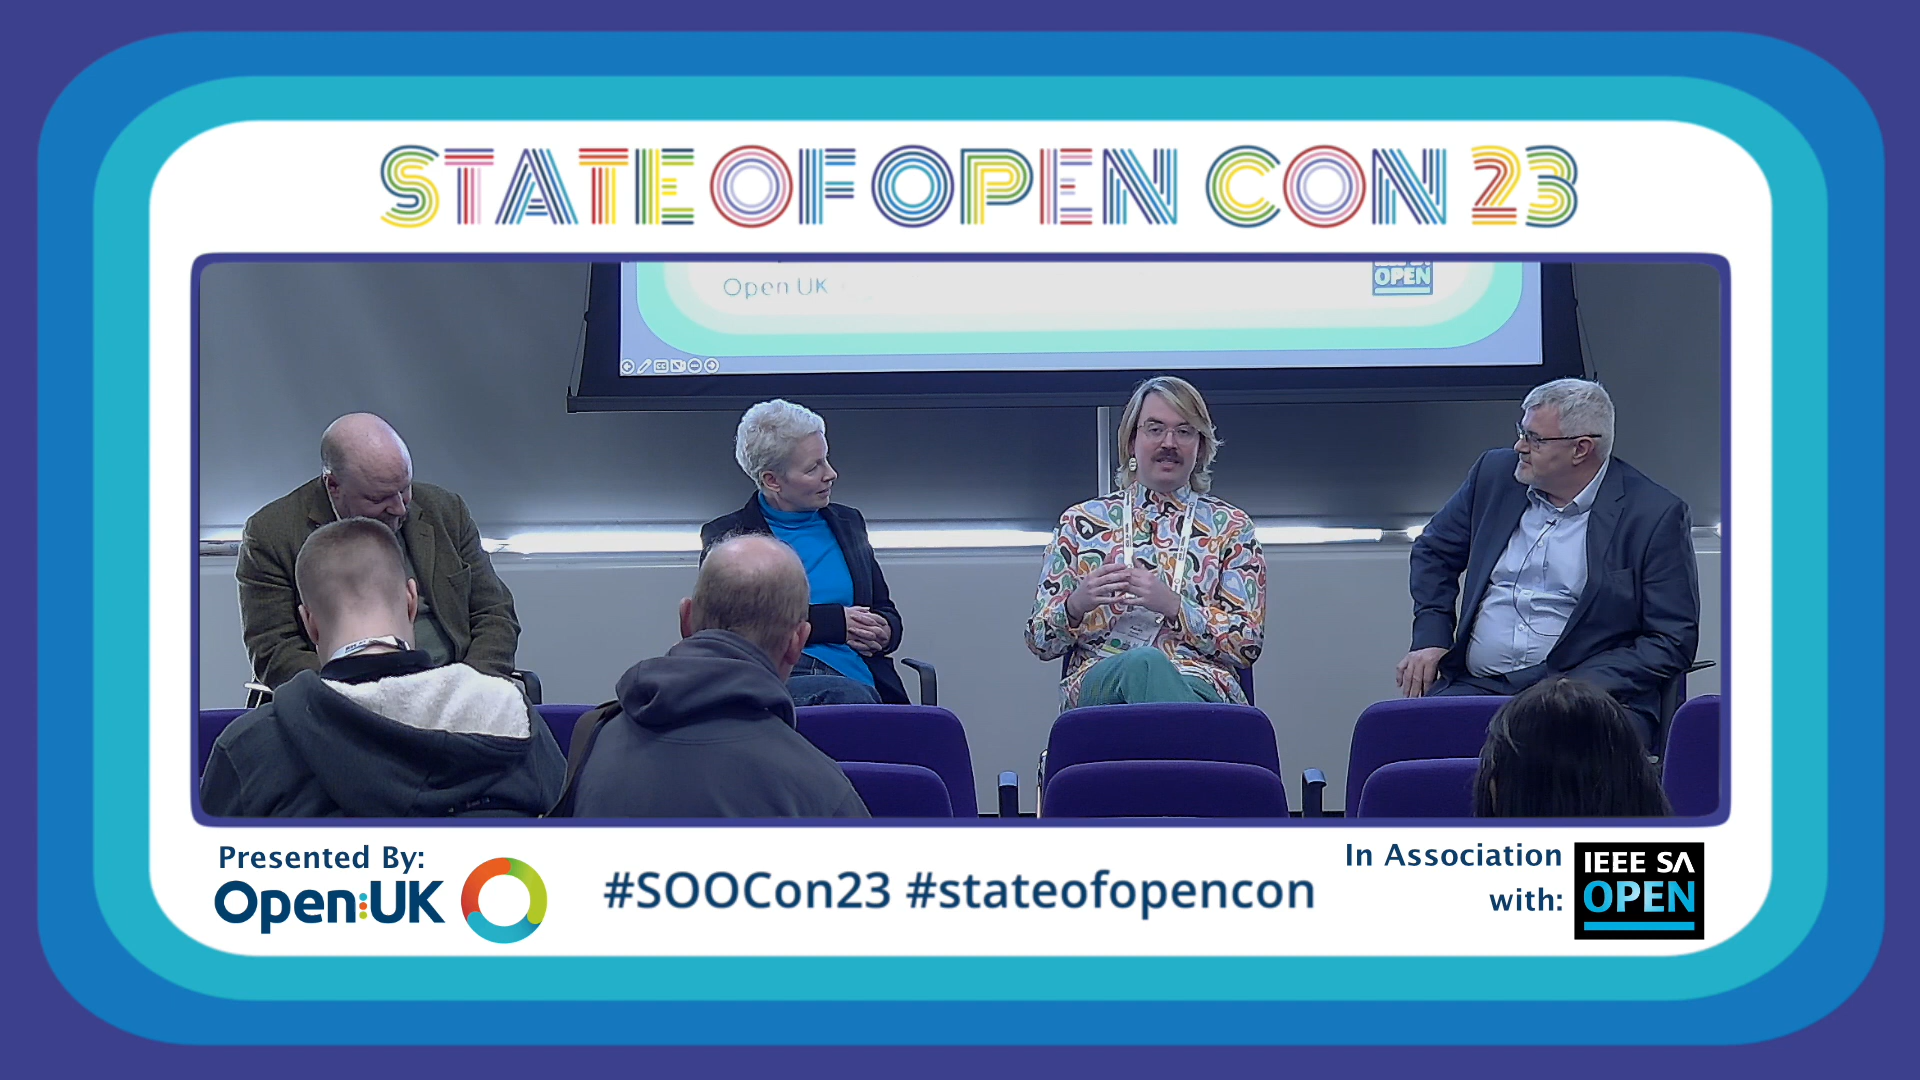 STATE OF OPEN CON 23
Open UK
OPEN
Presented By:
Open:UK
#SOOCon23 #stateofopencon
In Association
with:
IEEE SA
OPEN